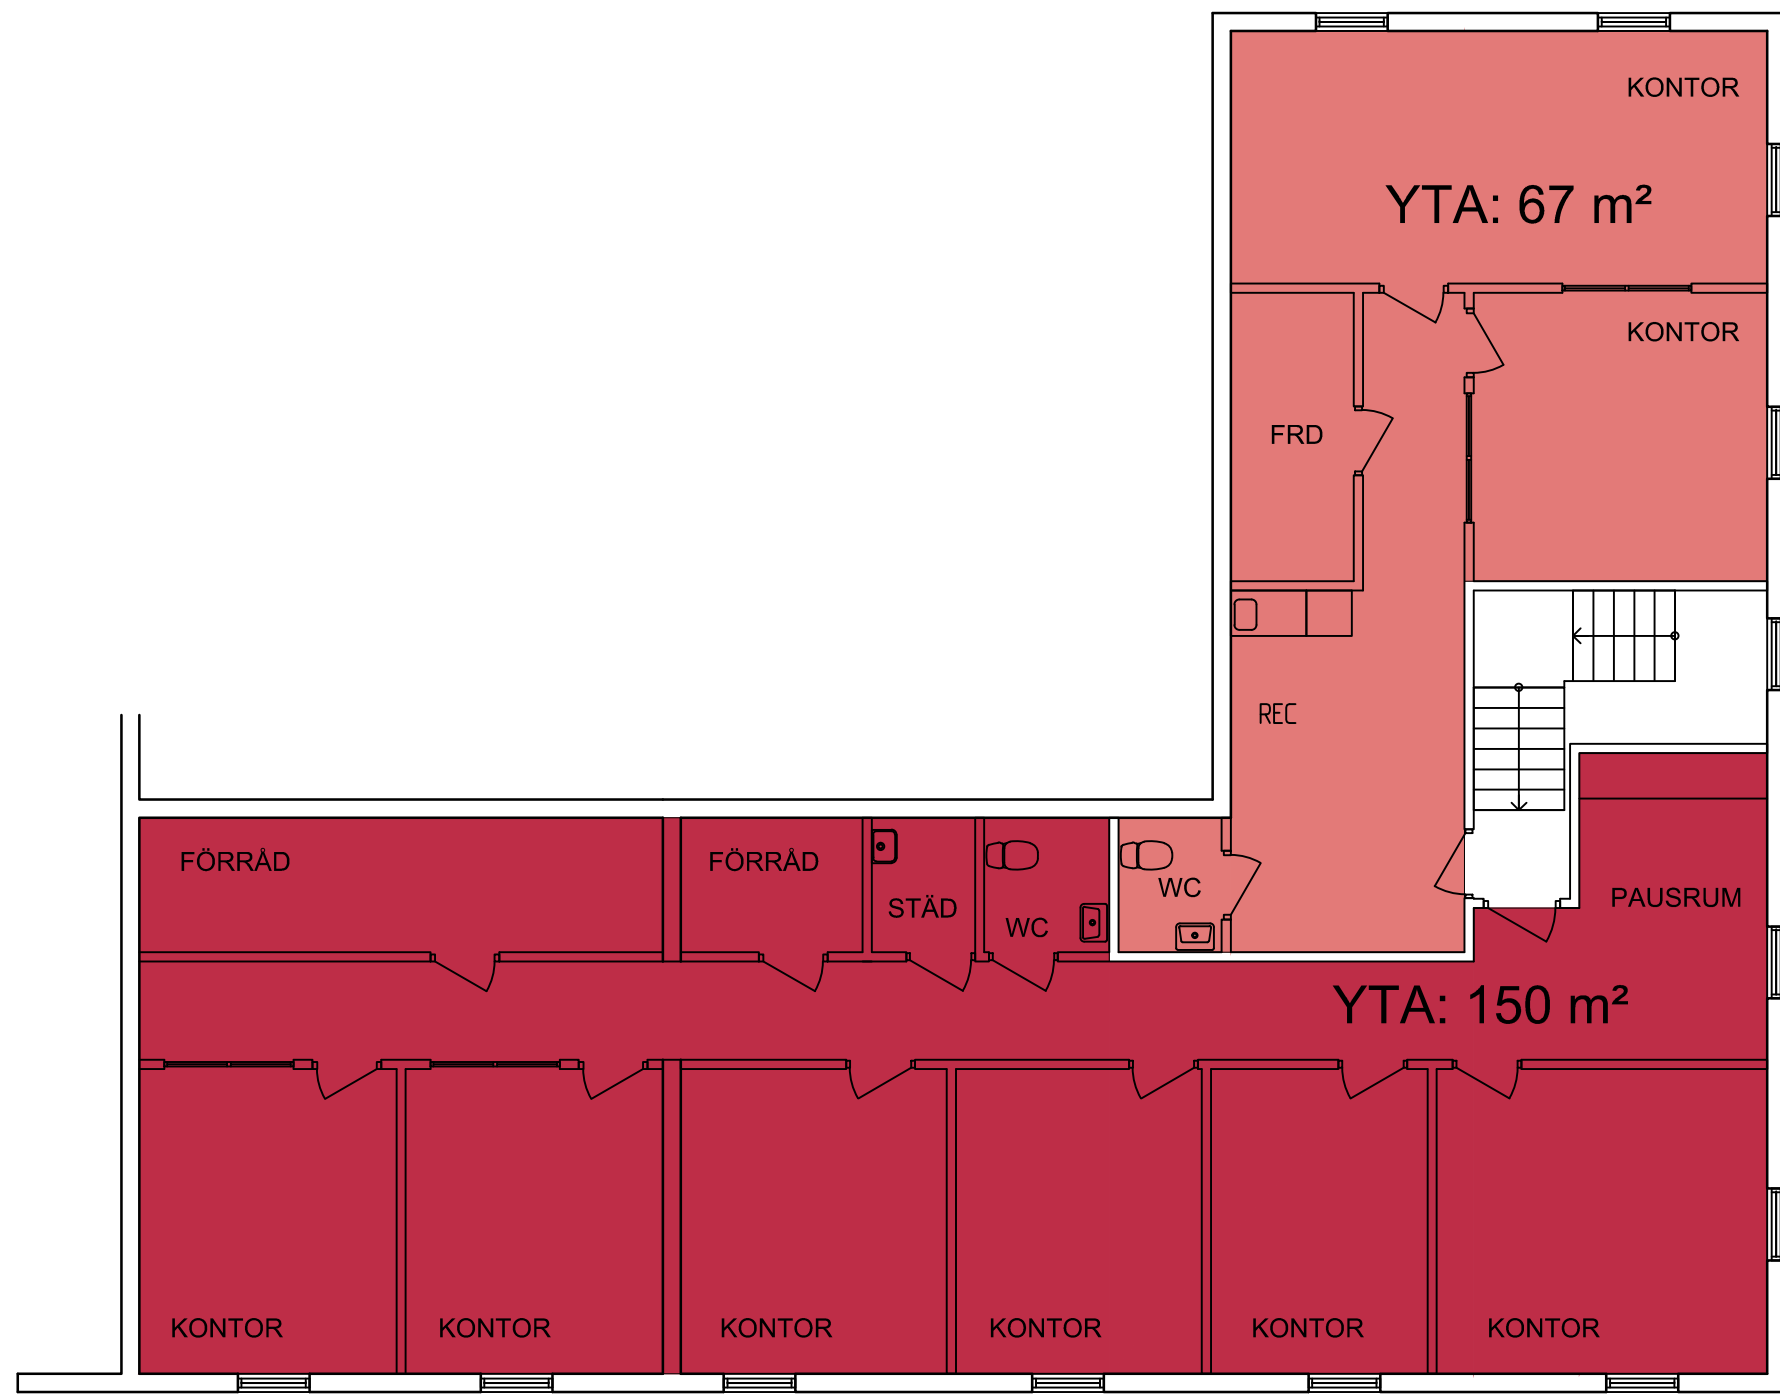 KONTOR
YTA: 67 m²
KONTOR
FRD
REC
FÖRRÅD
FÖRRÅD
STÄD
WC
WC
PAUSRUM
YTA: 150 m²
KONTOR
KONTOR
KONTOR
KONTOR
KONTOR
KONTOR